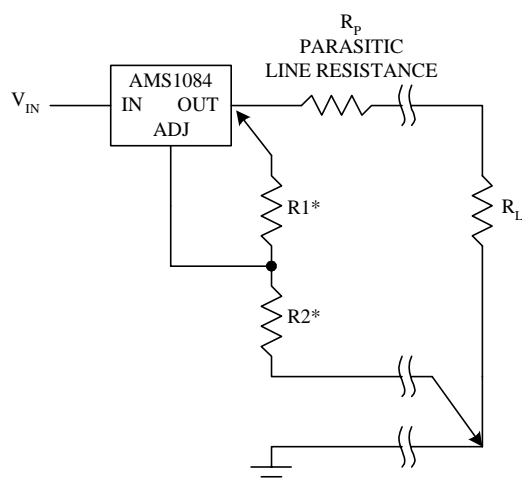 R_P
PARASITIC
LINE RESISTANCE
AMS1084
V_IN
IN OUT
ADJ
R1*
R_L
R2*